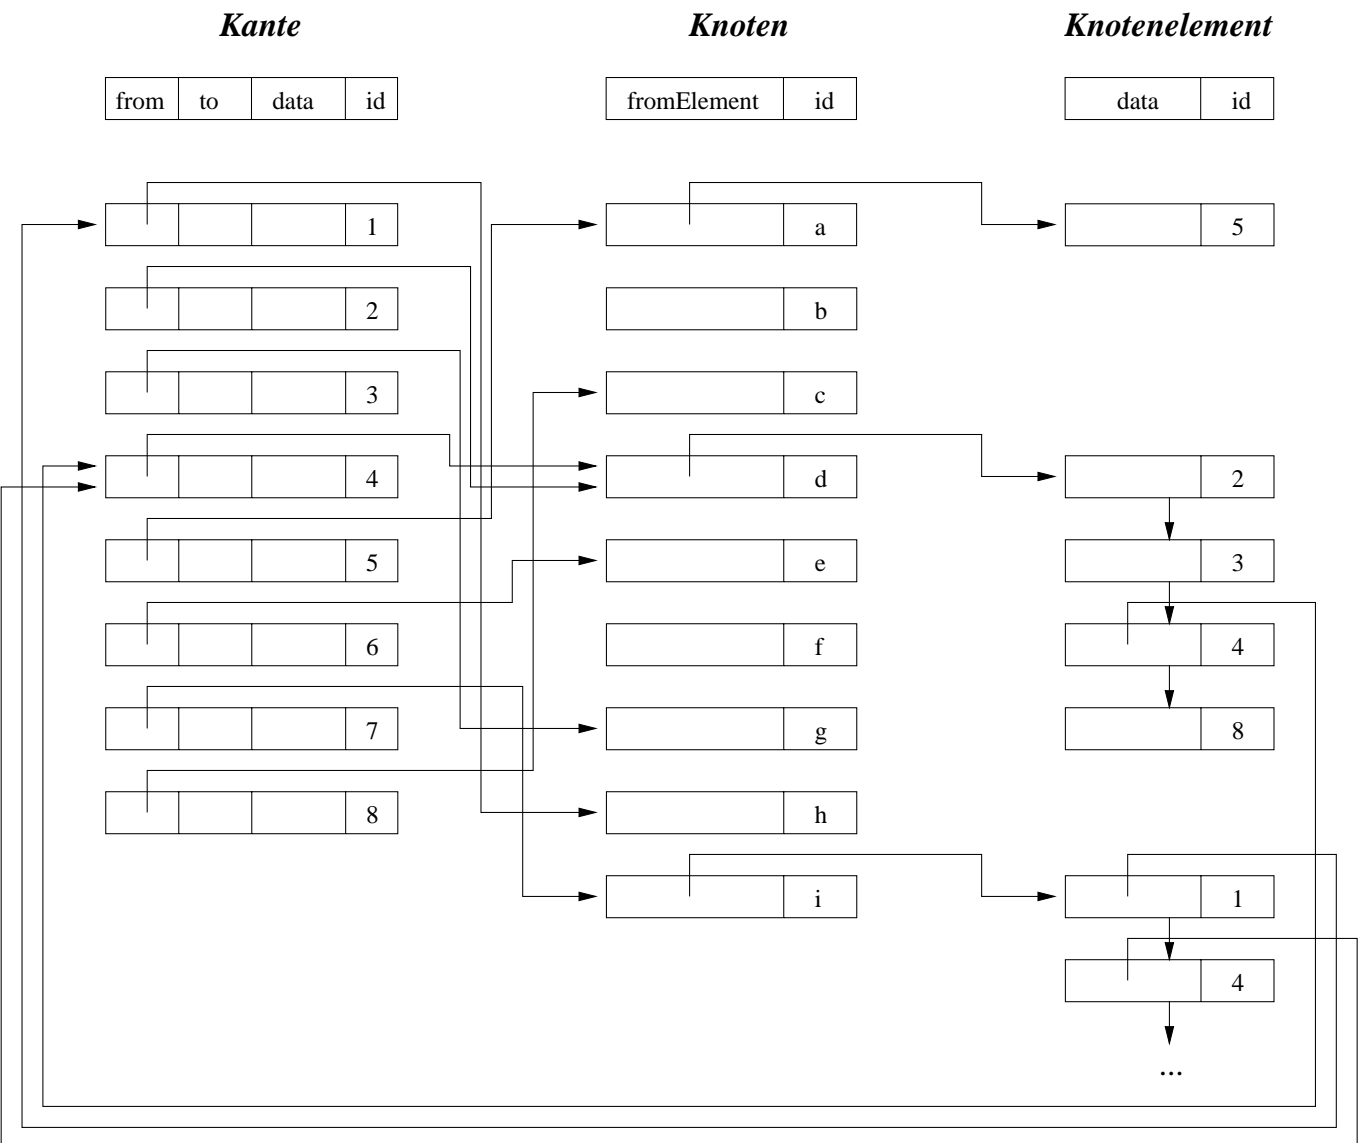 Kante Knoten Knotenelement
from to data id fromElement id data id
1 a 5
2 b
3 c
4 d 2
5 e 3
6 f 4
7 g 8
8 h
i 1
4
...